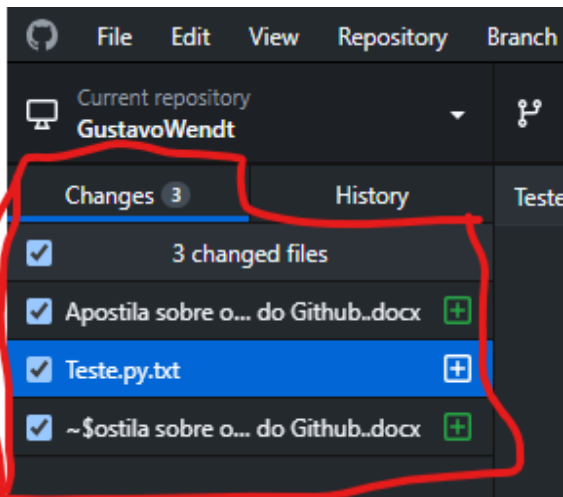 File Edit View Repository Branch
Current repository
GustavoWendt
Changes 3 History Teste
3 changed files
Apostila sobre o... do Github..docx
Teste.py.txt
~$ostila sobre o... do Github..docx